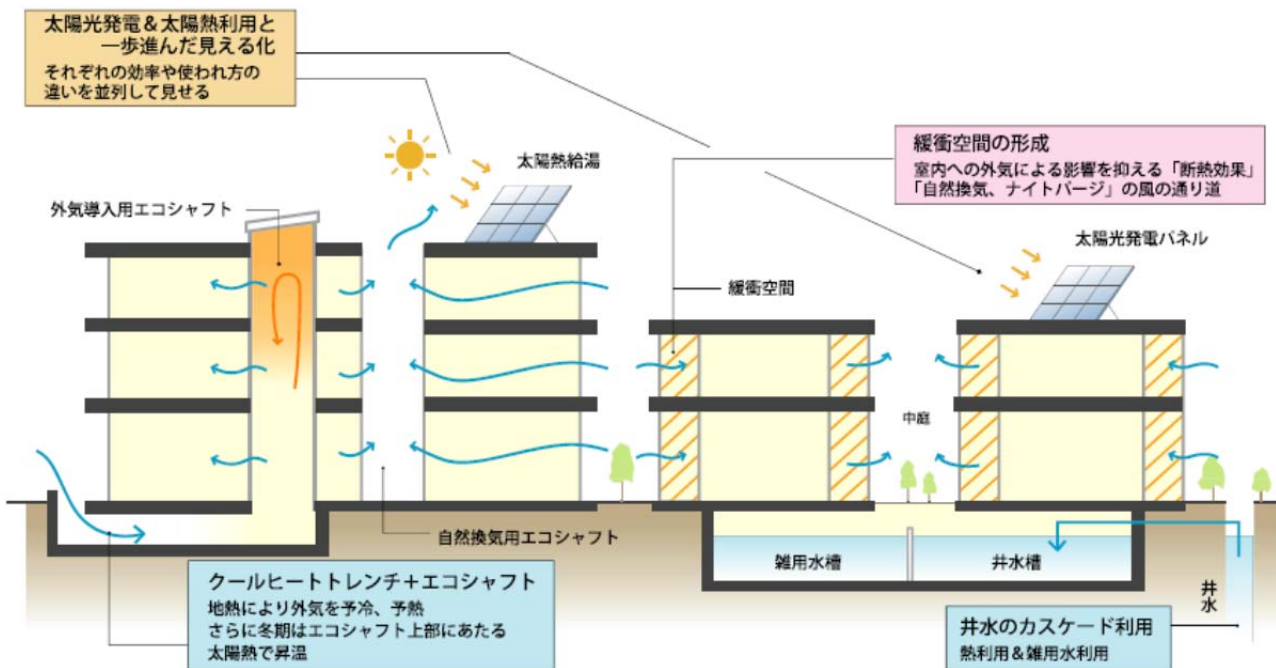 太陽光発電&太陽熱利用と
一歩進んだ見える化
それぞれの効率や使われ方の
違いを並列して見せる
太陽熱給湯
外気導入用エコシャフト
緩衝空間の形成
室内への外気による影響を抑える「断熱効果」
「自然換気、ナイトパージ」の風の通り道
太陽光発電パネル
緩衝空間
中庭
自然換気用エコシャフト
雑用水槽
井水槽
井水
クールヒートトレンチ+エコシャフト
地熱により外気を予冷、予熱
さらに冬期はエコシャフト上部にあたる
太陽熱で昇温
井水のカスケード利用
熱利用&雑用水利用